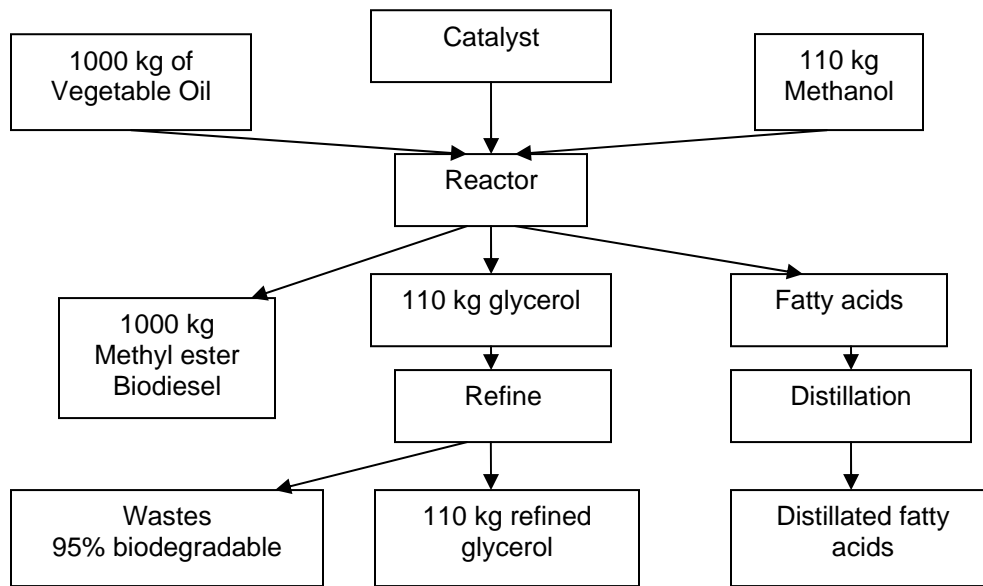 1000 kg of
Vegetable Oil
Catalyst
110 kg
Methanol
Reactor
1000 kg
Methyl ester
Biodiesel
110 kg glycerol
Fatty acids
Refine
Distillation
Wastes
95% biodegradable
110 kg refined
glycerol
Distillated fatty
acids